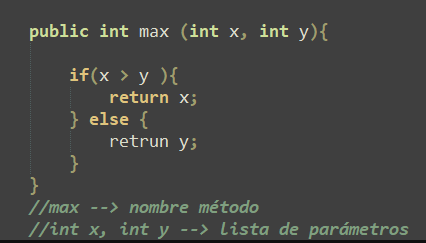 public int max (int x, int y){
if(x > y ){
return x;
} else {
retrun y;
}
}
//max --> nombre método
//int x, int y --> lista de parámetros